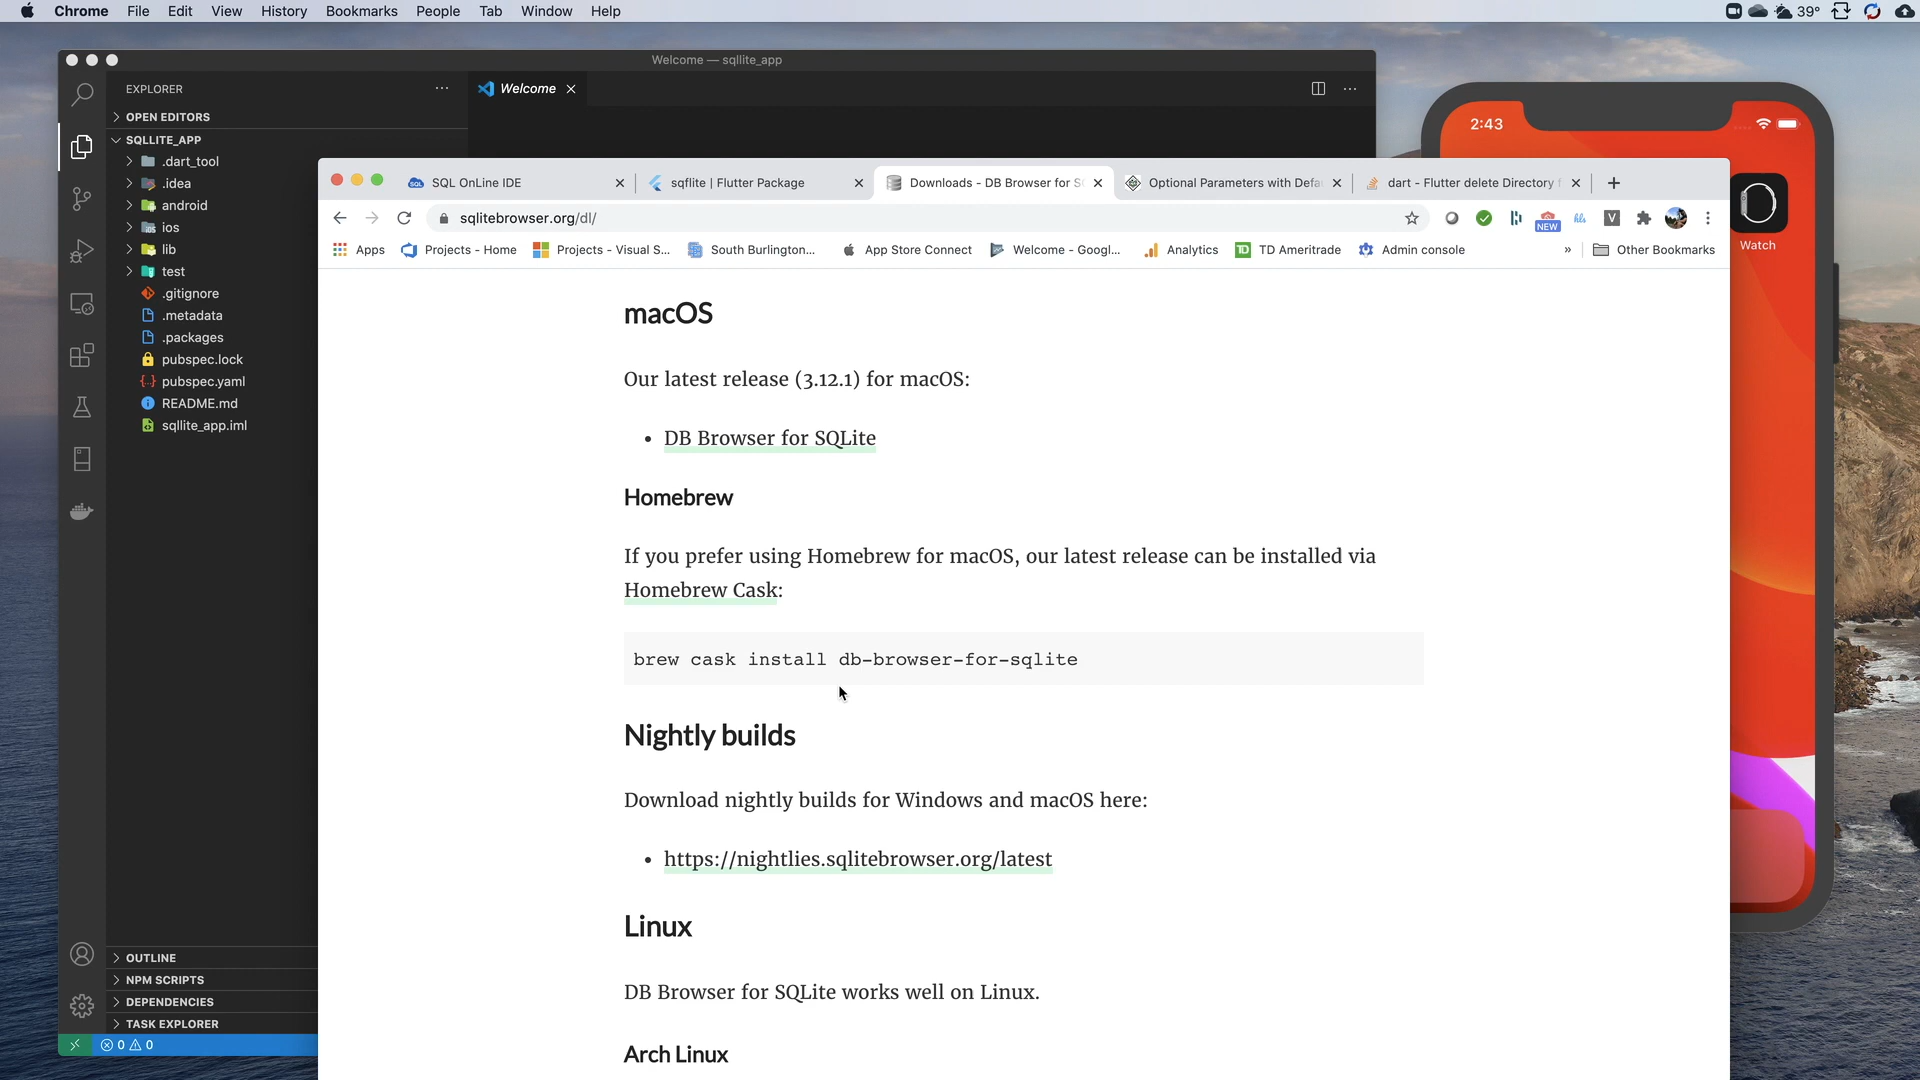 Chrome File Edit View History Bookmarks People Tab Window Help
39°
Welcome — sqllite_app
EXPLORER
Welcome
OPEN EDITORS
SQLLITE_APP
.dart_tool
.idea
android
ios
lib
test
.gitignore
.metadata
.packages
pubspec.lock
pubspec.yaml
README.md
sqllite_app.iml
OUTLINE
NPM SCRIPTS
DEPENDENCIES
TASK EXPLORER
0 0
2:43
Watch
SQL OnLine IDE
sqflite | Flutter Package
Downloads - DB Browser for S
Optional Parameters with Defau
dart - Flutter delete Directory f
sqlitebrowser.org/dl/
NEW
Apps
Projects - Home
Projects - Visual S...
South Burlington...
App Store Connect
Welcome - Googl...
Analytics
TD Ameritrade
Admin console
»
Other Bookmarks
macOS
Our latest release (3.12.1) for macOS:
• DB Browser for SQLite
Homebrew
If you prefer using Homebrew for macOS, our latest release can be installed via
Homebrew Cask:
brew cask install db-browser-for-sqlite
Nightly builds
Download nightly builds for Windows and macOS here:
• https://nightlies.sqlitebrowser.org/latest
Linux
DB Browser for SQLite works well on Linux.
Arch Linux